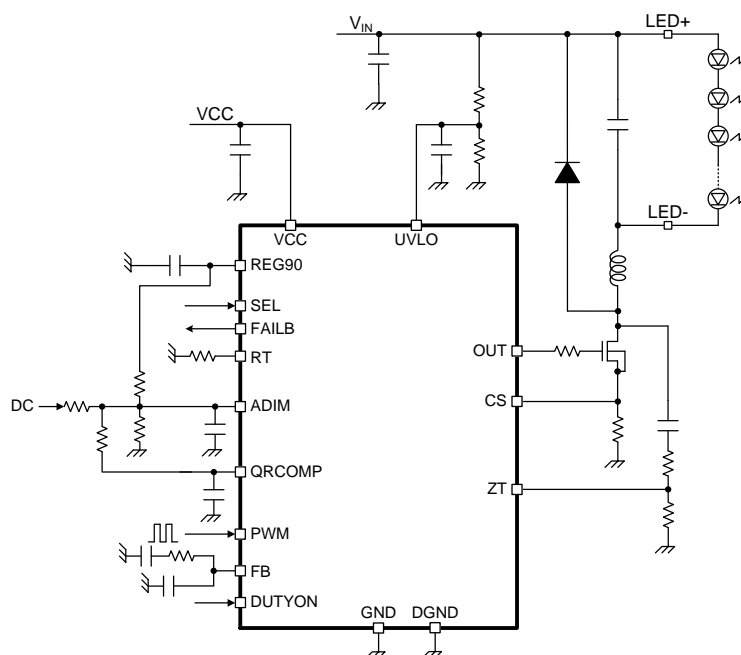 VIN
LED+
VCC
LED-
VCC
UVLO
REG90
SEL
FAILB
RT
OUT
DC
ADIM
CS
QRCOMP
ZT
PWM
FB
DUTYON
GND
DGND